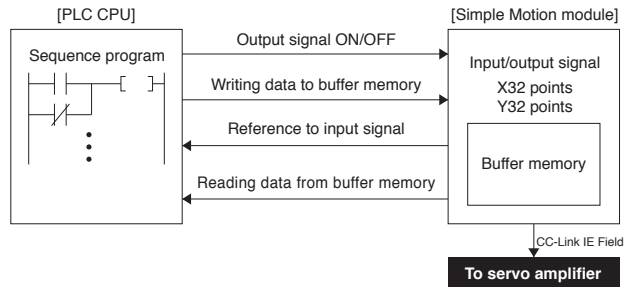 [PLC CPU]
[Simple Motion module]
Sequence program
Output signal ON/OFF
Writing data to buffer memory
Reference to input signal
Reading data from buffer memory
Input/output signal
X32 points
Y32 points
Buffer memory
CC-Link IE Field
To servo amplifier